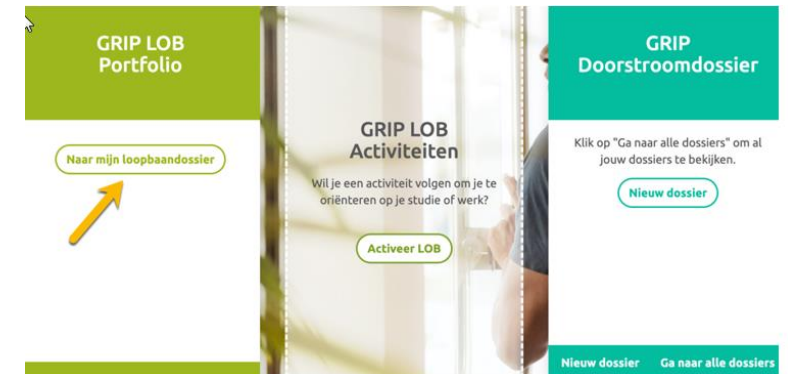 GRIP LOB
Portfolio
Naar mijn loopbaandossier
GRIP LOB
Activiteiten
Wil je een activiteit volgen om je te
oriënteren op je studie of werk?
Activeer LOB
GRIP
Doorstroomdossier
Klik op "Ga naar alle dossiers" om al
jouw dossiers te bekijken.
Nieuw dossier
Nieuw dossier
Ga naar alle dossiers